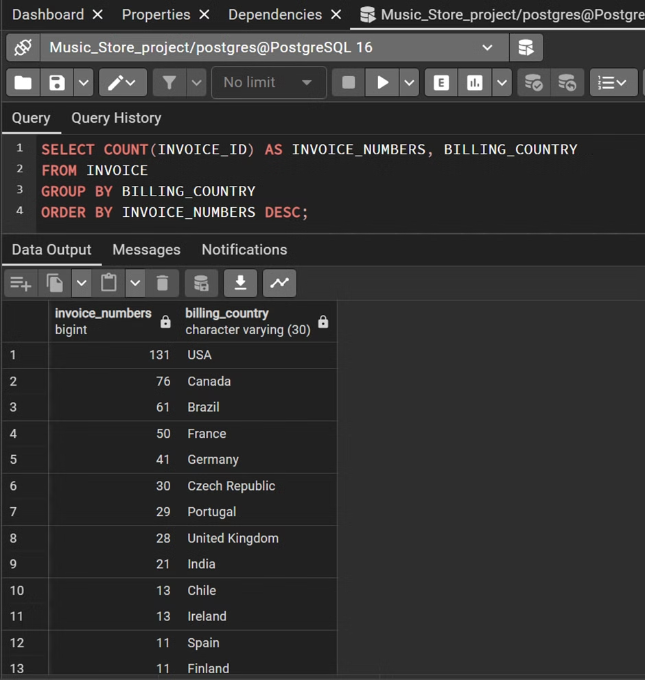 Dashboard X Properties X Dependencies X Music_Store_project/postgres@Postgre
Music_Store_project/postgres@PostgreSQL 16
No limit E
Query Query History
1 SELECT COUNT(INVOICE_ID) AS INVOICE_NUMBERS, BILLING_COUNTRY
2 FROM INVOICE
3 GROUP BY BILLING_COUNTRY
4 ORDER BY INVOICE_NUMBERS DESC;
Data Output Messages Notifications
invoice_numbers billing_country
bigint character varying (30)
1 131 USA
2 76 Canada
3 61 Brazil
4 50 France
5 41 Germany
6 30 Czech Republic
7 29 Portugal
8 28 United Kingdom
9 21 India
10 13 Chile
11 13 Ireland
12 11 Spain
13 11 Finland